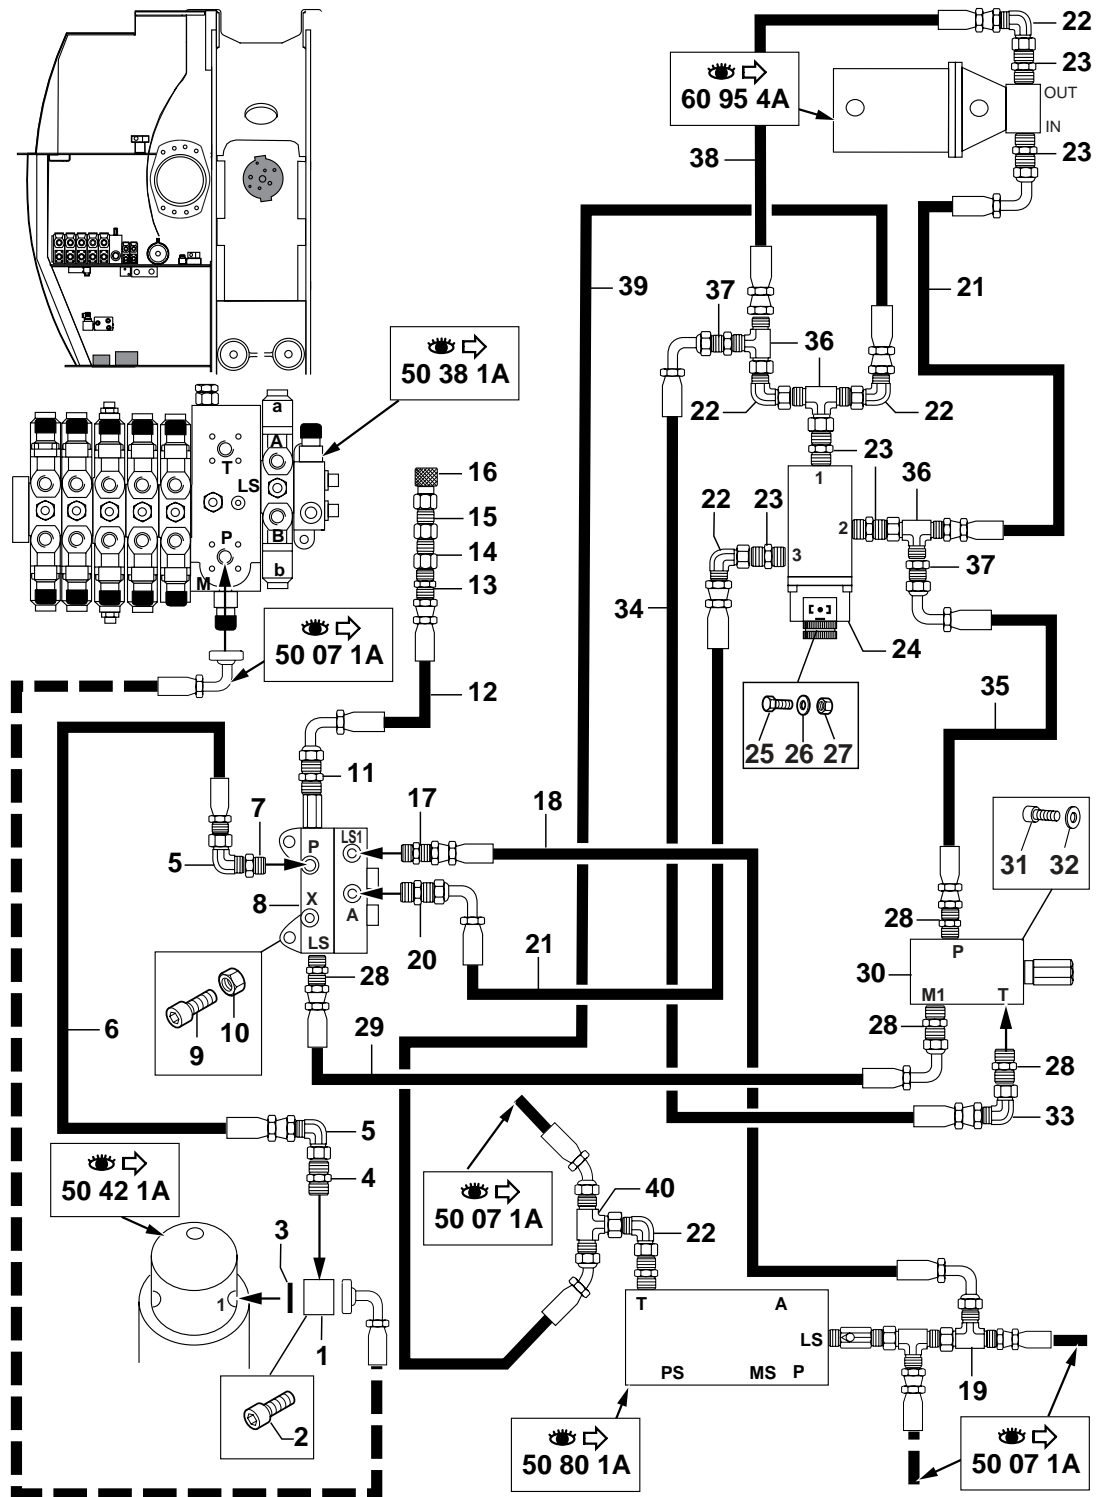 22
23
60 95 4A
OUT
IN
23
38
39
37
21
36
50 38 1A
a
A
T
LS
P
B
b
M
22
22
23
16
1
36
22
23
2
3
15
14
37
13
34
50 07 1A
24
12
35
25
26
27
11
7
17
18
LS1
P
5
31
32
X
8
A
28
LS
20
21
30
P
28
M1
T
28
6
9
10
29
28
5
33
4
50 42 1A
40
50 07 1A
3
22
1
T
A
LS
1
PS
MS
P
19
2
50 80 1A
50 07 1A